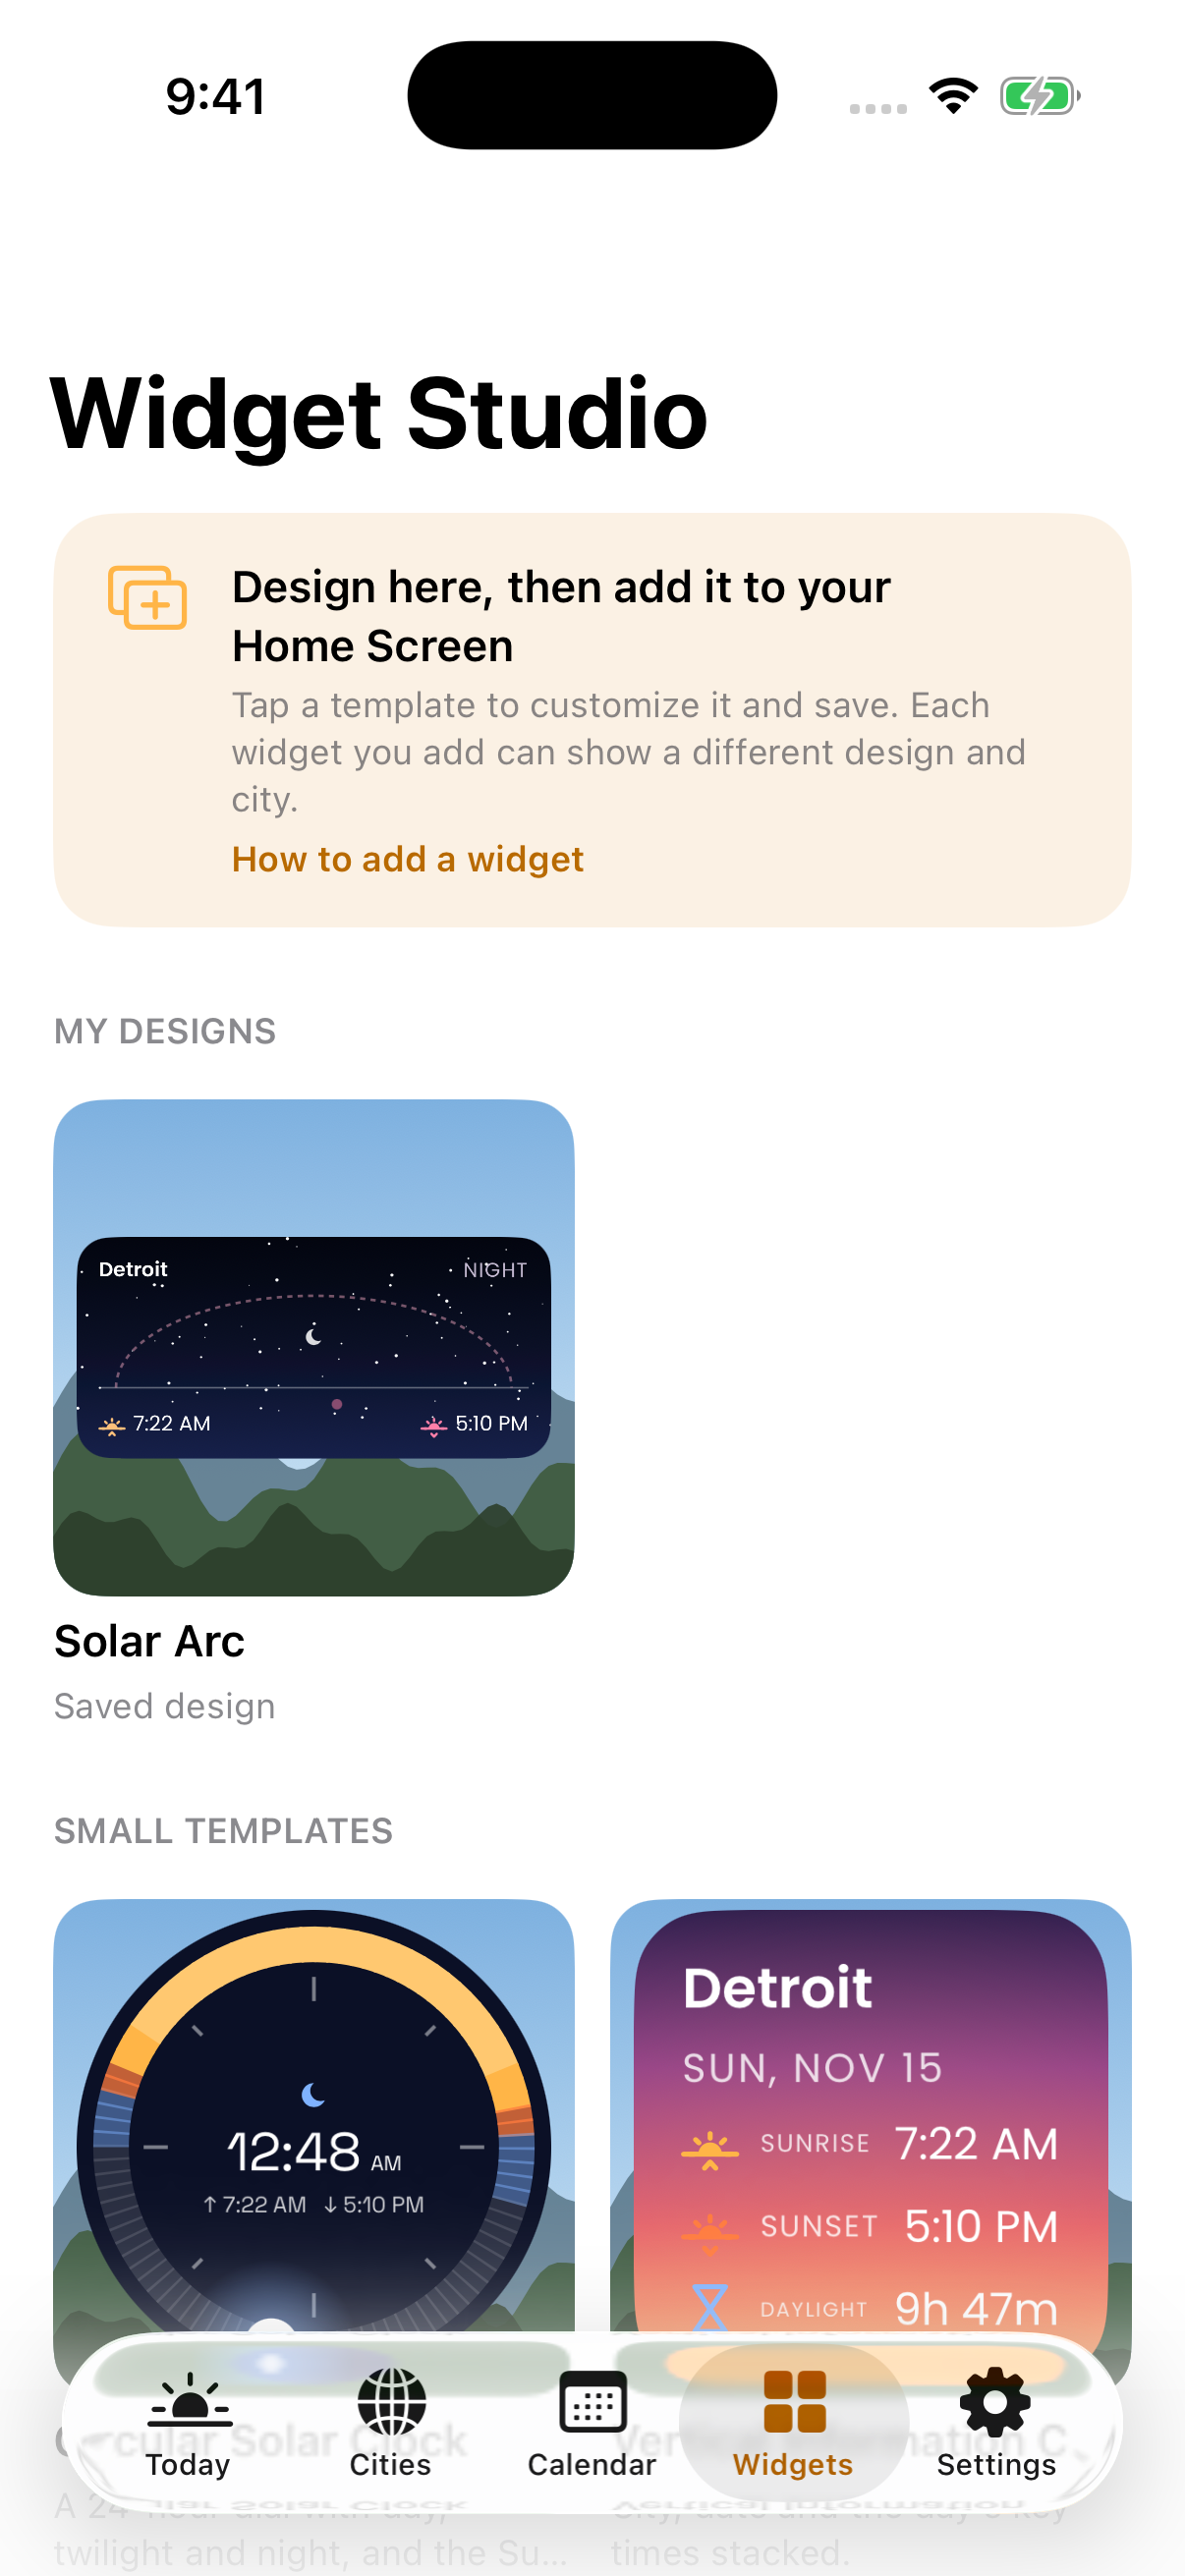 9:41
Widget Studio
Design here, then add it to your
Home Screen
Tap a template to customize it and save. Each
widget you add can show a different design and
city.
How to add a widget
MY DESIGNS
Detroit NIGHT
7:22 AM 5:10 PM
Solar Arc
Saved design
SMALL TEMPLATES
12:48 AM
↑ 7:22 AM ↓ 5:10 PM
Detroit
SUN, NOV 15
SUNRISE 7:22 AM
SUNSET 5:10 PM
DAYLIGHT 9h 47m
Solar Clock
Today Cities Calendar Widgets Settings
twilight and night, and the Su...
times stacked.